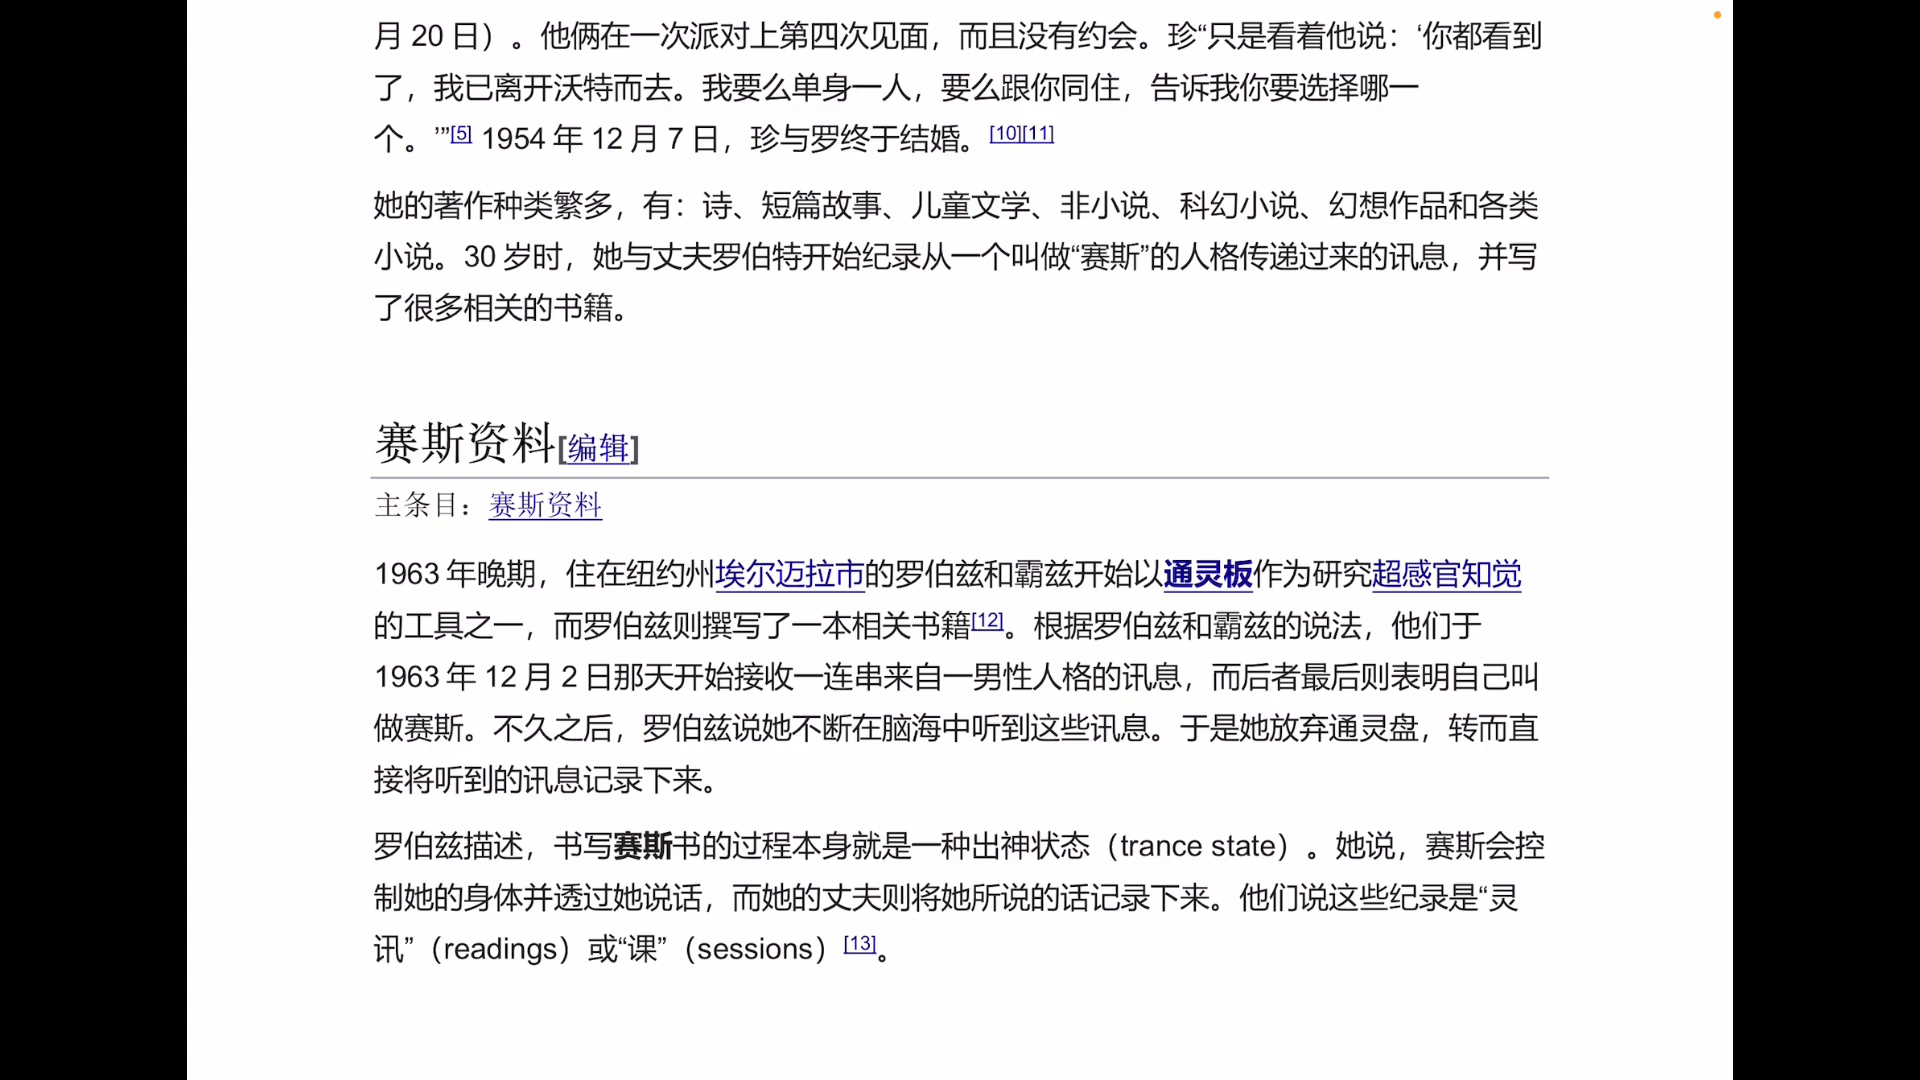 月 20 日）。他俩在一次派对上第四次见面，而且没有约会。珍“只是看着他说：‘你都看到
了，我已离开沃特而去。我要么单身一人，要么跟你同住，告诉我你要选择哪一
个。’”[5] 1954 年 12 月 7 日，珍与罗终于结婚。[10][11]
她的著作种类繁多，有：诗、短篇故事、儿童文学、非小说、科幻小说、幻想作品和各类
小说。30 岁时，她与丈夫罗伯特开始纪录从一个叫做“赛斯”的人格传递过来的讯息，并写
了很多相关的书籍。
赛斯资料[编辑]
主条目：赛斯资料
1963 年晚期，住在纽约州埃尔迈拉市的罗伯兹和霸兹开始以通灵板作为研究超感官知觉
的工具之一，而罗伯兹则撰写了一本相关书籍[12]。根据罗伯兹和霸兹的说法，他们于
1963 年 12 月 2 日那天开始接收一连串来自一男性人格的讯息，而后者最后则表明自己叫
做赛斯。不久之后，罗伯兹说她不断在脑海中听到这些讯息。于是她放弃通灵盘，转而直
接将听到的讯息记录下来。
罗伯兹描述，书写赛斯书的过程本身就是一种出神状态（trance state）。她说，赛斯会控
制她的身体并透过她说话，而她的丈夫则将她所说的话记录下来。他们说这些纪录是“灵
讯”（readings）或“课”（sessions）[13]。